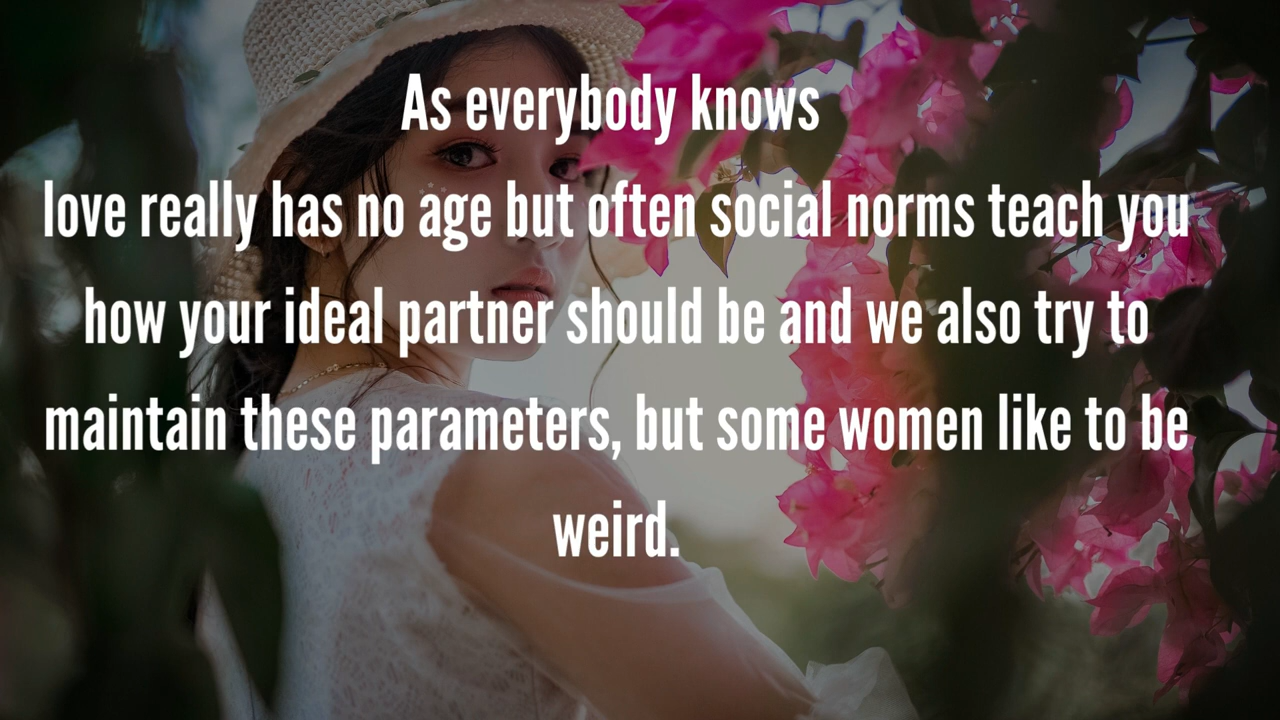 As everybody knows
love really has no age but often social norms teach you
how your ideal partner should be and we also try to
maintain these parameters, but some women like to be
weird.